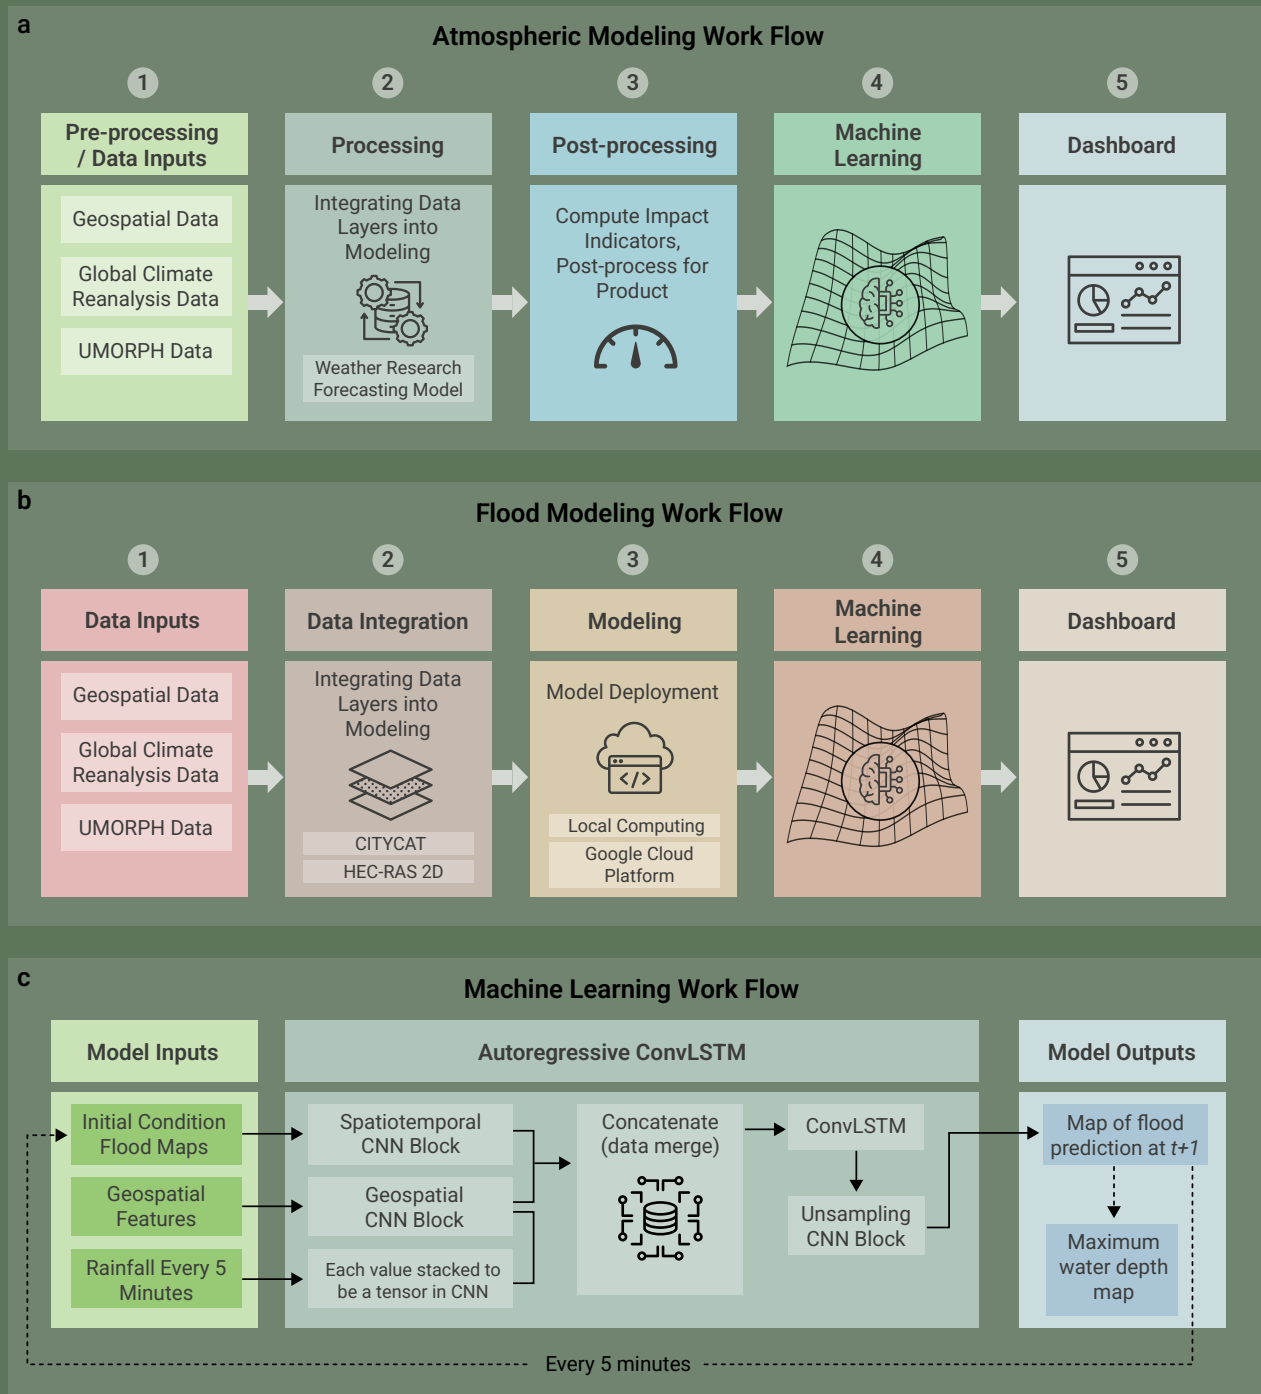 a
Atmospheric Modeling Work Flow
1
2
3
4
5
Pre-processing
/ Data Inputs
Processing
Post-processing
Machine
Learning
Dashboard
Geospatial Data
Global Climate
Reanalysis Data
UMORPH Data
Integrating Data
Layers into
Modeling
Weather Research
Forecasting Model
Compute Impact
Indicators,
Post-process for
Product
b
Flood Modeling Work Flow
1
2
3
4
5
Data Inputs
Data Integration
Modeling
Machine
Learning
Dashboard
Geospatial Data
Global Climate
Reanalysis Data
UMORPH Data
Integrating Data
Layers into
Modeling
CITYCAT
HEC-RAS 2D
Model Deployment
</>
Local Computing
Google Cloud
Platform
c
Machine Learning Work Flow
Model Inputs
Autoregressive ConvLSTM
Model Outputs
Initial Condition
Flood Maps
Geospatial
Features
Rainfall Every 5
Minutes
Spatiotemporal
CNN Block
Geospatial
CNN Block
Each value stacked to
be a tensor in CNN
Concatenate
(data merge)
ConvLSTM
Unsampling
CNN Block
Map of flood
prediction at t+1
Maximum
water depth
map
Every 5 minutes